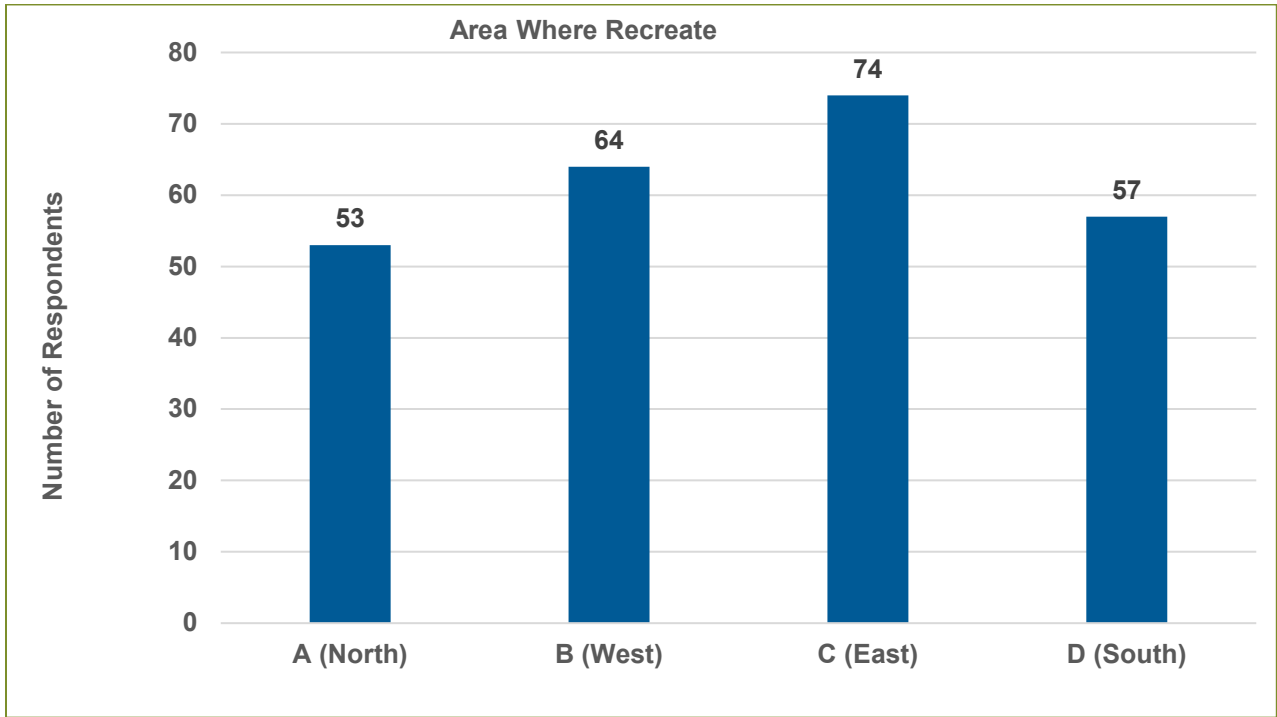 Area Where Recreate
Number of Respondents
80
70
60
50
40
30
20
10
0
53
64
74
57
A (North)
B (West)
C (East)
D (South)